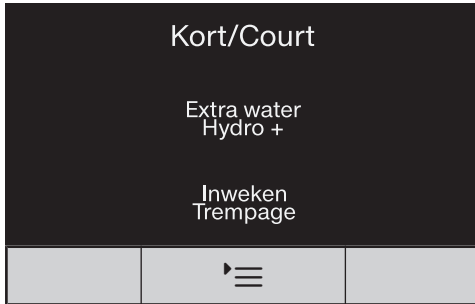 Kort/Court
Extra water
Hydro +
Inweken
Trempage